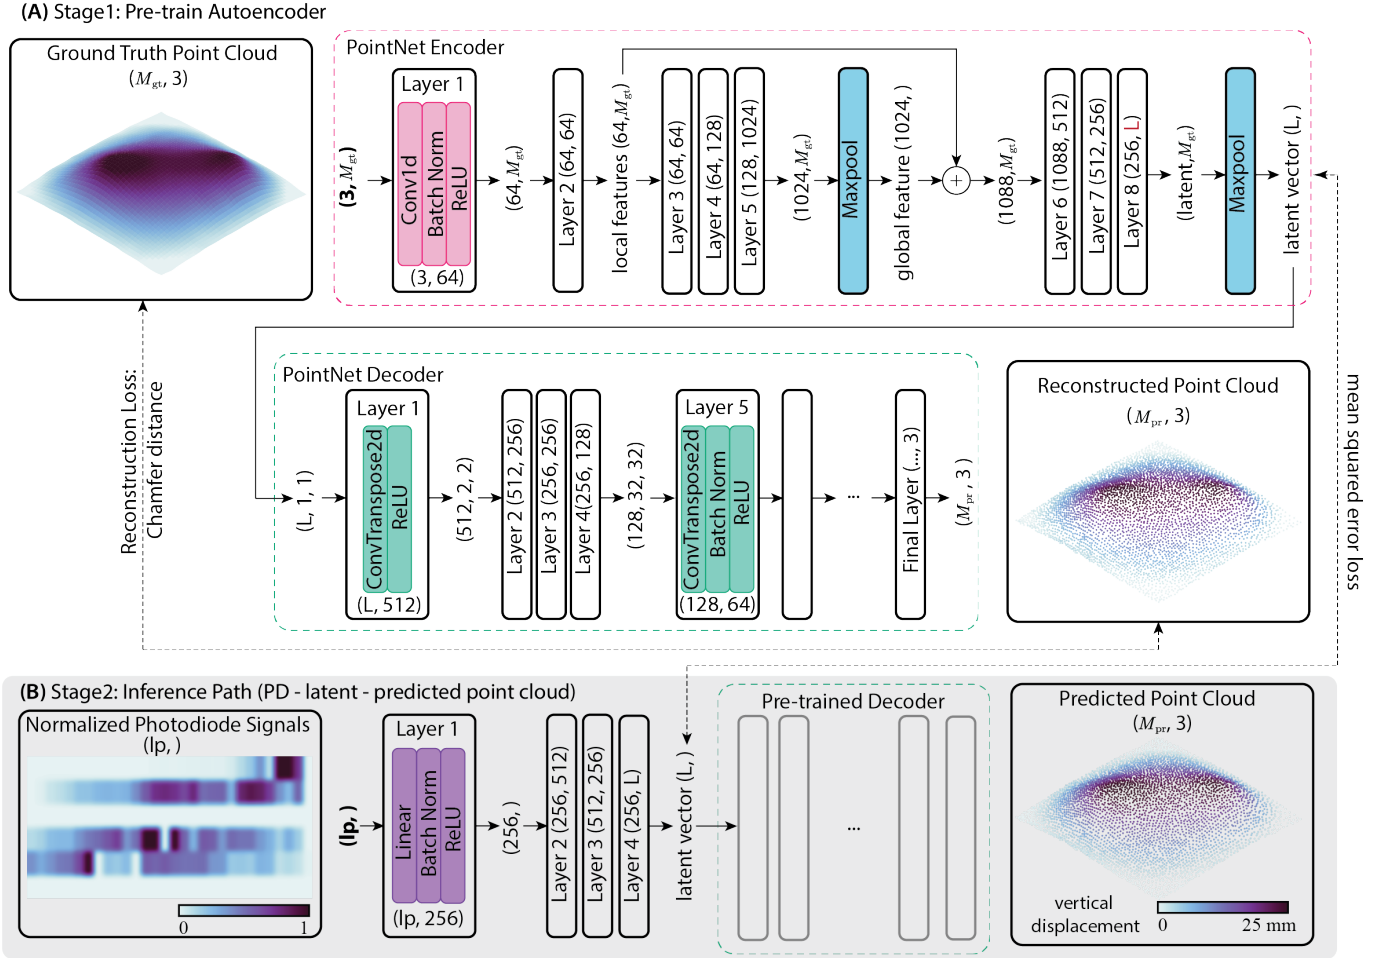 (A) Stage1: Pre-train Autoencoder
Ground Truth Point Cloud
(Mgt, 3)
PointNet Encoder
(3, Mgt)
Layer 1
Conv1d
Batch Norm
ReLU
(3, 64)
(64, Mgt)
Layer 2 (64, 64)
local features (64,Mgt)
Layer 3 (64, 64)
Layer 4 (64, 128)
Layer 5 (128, 1024)
(1024,Mgt)
Maxpool
global feature (1024, )
+
(1088,Mgt)
Layer 6 (1088, 512)
Layer 7 (512, 256)
Layer 8 (256, L)
(latent,Mgt)
Maxpool
latent vector (L, )
Reconstruction Loss:
Chamfer distance
PointNet Decoder
(L, 1, 1)
Layer 1
ConvTranspose2d
ReLU
(L, 512)
(512, 2, 2)
Layer 2 (512, 256)
Layer 3 (256, 256)
Layer 4(256, 128)
(128, 32, 32)
Layer 5
ConvTranspose2d
Batch Norm
ReLU
(128, 64)
...
Final Layer (..., 3)
(Mpr , 3 )
Reconstructed Point Cloud
(Mpr, 3)
mean squared error loss
(B) Stage2: Inference Path (PD - latent - predicted point cloud)
Normalized Photodiode Signals
(lp, )
0 1
(lp, )
Layer 1
Linear
Batch Norm
ReLU
(lp, 256)
(256, )
Layer 2 (256, 512)
Layer 3 (512, 256)
Layer 4 (256, L)
latent vector (L, )
Pre-trained Decoder
...
Predicted Point Cloud
(Mpr, 3)
vertical
displacement
0 25 mm